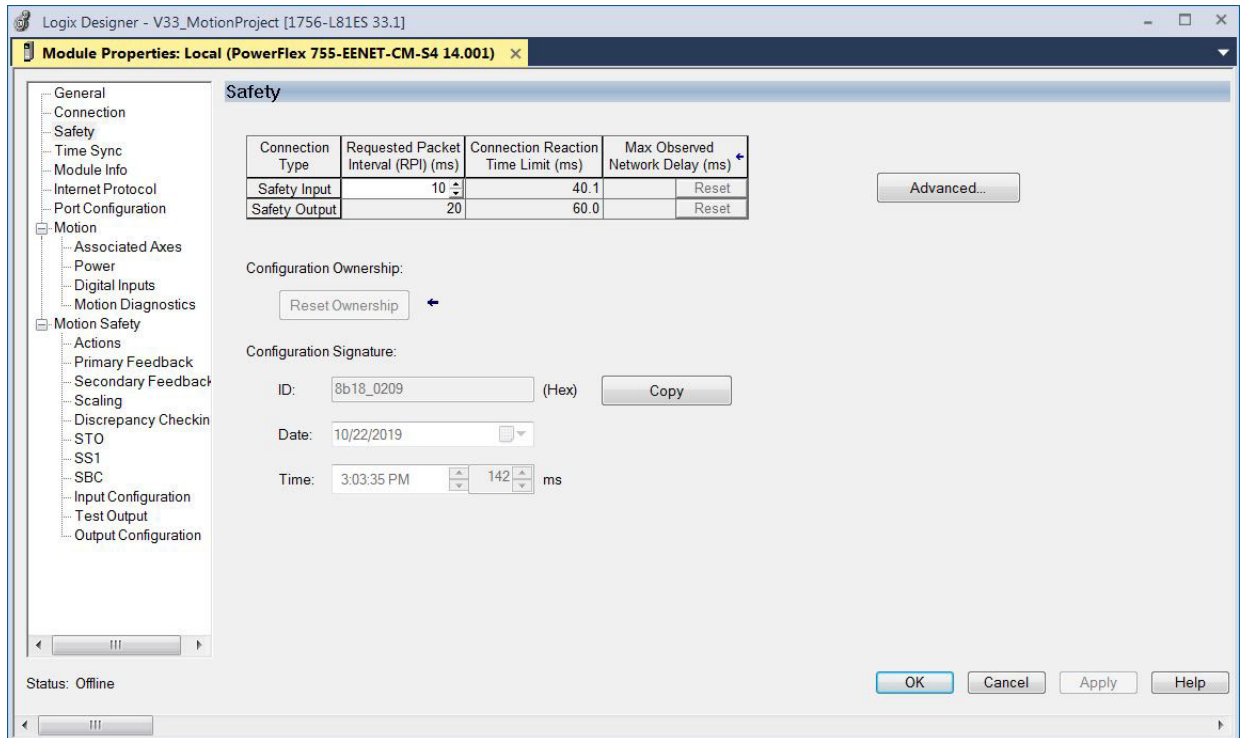 Logix Designer - V33_MotionProject [1756-L81ES 33.1]
Module Properties: Local (PowerFlex 755-EENET-CM-S4 14.001)
General
Connection
Safety
Time Sync
Module Info
Internet Protocol
Port Configuration
Motion
Associated Axes
Power
Digital Inputs
Motion Diagnostics
Motion Safety
Actions
Primary Feedback
Secondary Feedback
Scaling
Discrepancy Checkin
STO
SS1
SBC
Input Configuration
Test Output
Output Configuration
Safety
Connection Type Requested Packet Interval (RPI) (ms) Connection Reaction Time Limit (ms) Max Observed Network Delay (ms)
Safety Input 10 40.1 Reset
Safety Output 20 60.0 Reset
Advanced...
Configuration Ownership:
Reset Ownership
Configuration Signature:
ID: 8b18_0209 (Hex) Copy
Date: 10/22/2019
Time: 3:03:35 PM 142 ms
Status: Offline
OK Cancel Apply Help